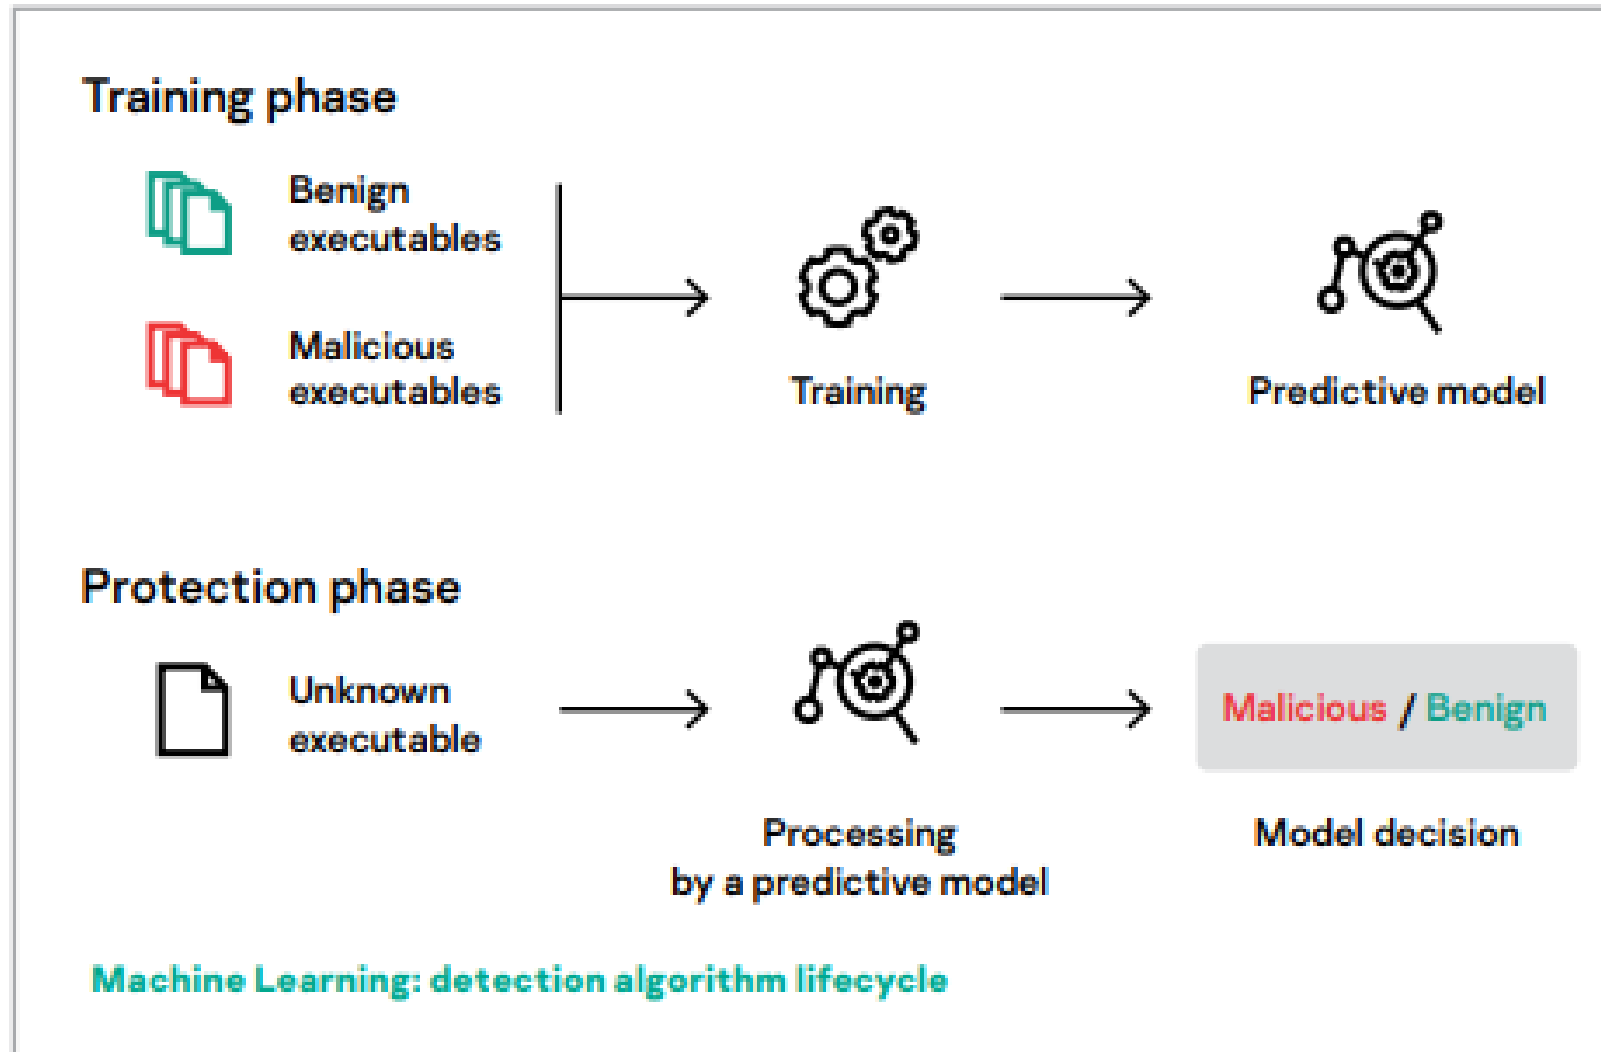 Training phase
Benign
executables
Malicious
executables
Training
Predictive model
Protection phase
Unknown
executable
Processing
by a predictive model
Malicious / Benign
Model decision
Machine Learning: detection algorithm lifecycle